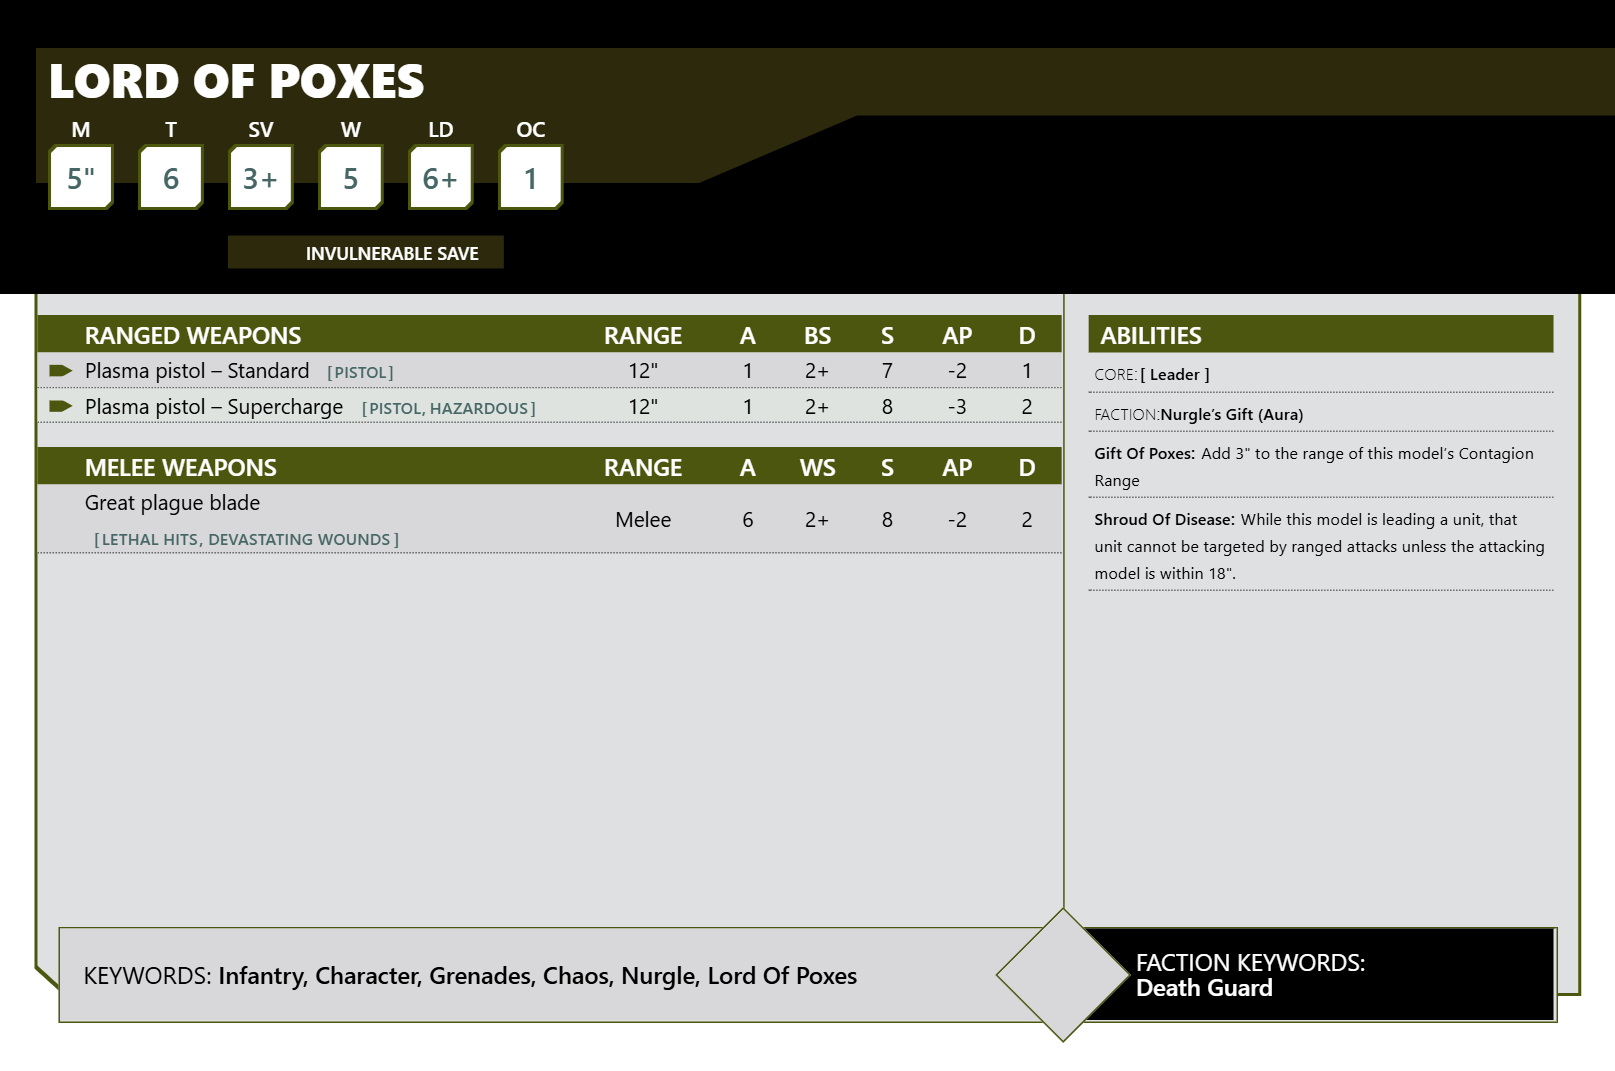 LORD OF POXES
M T SV W LD OC
5" 6 3+ 5 6+ 1
INVULNERABLE SAVE
RANGED WEAPONS RANGE A BS S AP D
Plasma pistol – Standard [PISTOL] 12" 1 2+ 7 -2 1
Plasma pistol – Supercharge [PISTOL, HAZARDOUS] 12" 1 2+ 8 -3 2
MELEE WEAPONS RANGE A WS S AP D
Great plague blade
[LETHAL HITS, DEVASTATING WOUNDS] Melee 6 2+ 8 -2 2
ABILITIES
CORE: [ Leader ]
FACTION: Nurgle’s Gift (Aura)
Gift Of Poxes: Add 3" to the range of this model’s Contagion
Range
Shroud Of Disease: While this model is leading a unit, that
unit cannot be targeted by ranged attacks unless the attacking
model is within 18".
KEYWORDS: Infantry, Character, Grenades, Chaos, Nurgle, Lord Of Poxes
FACTION KEYWORDS:
Death Guard